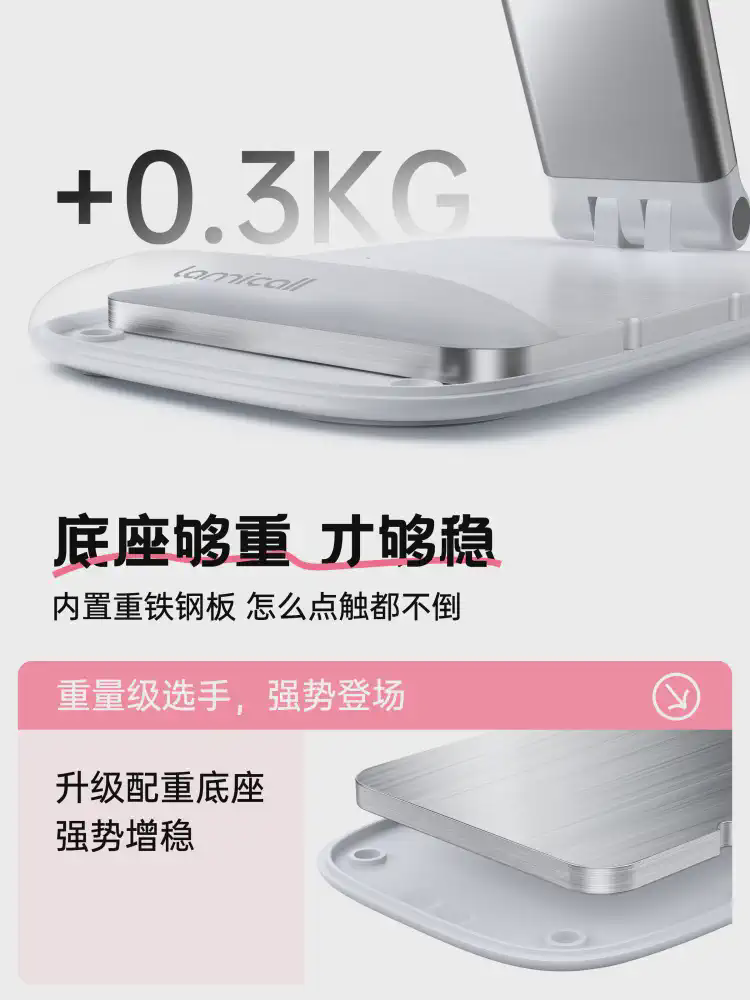 +0.3KG
Lamicall
底座够重 才够稳
内置重铁钢板 怎么点触都不倒
重量级选手，强势登场
升级配重底座
强势增稳